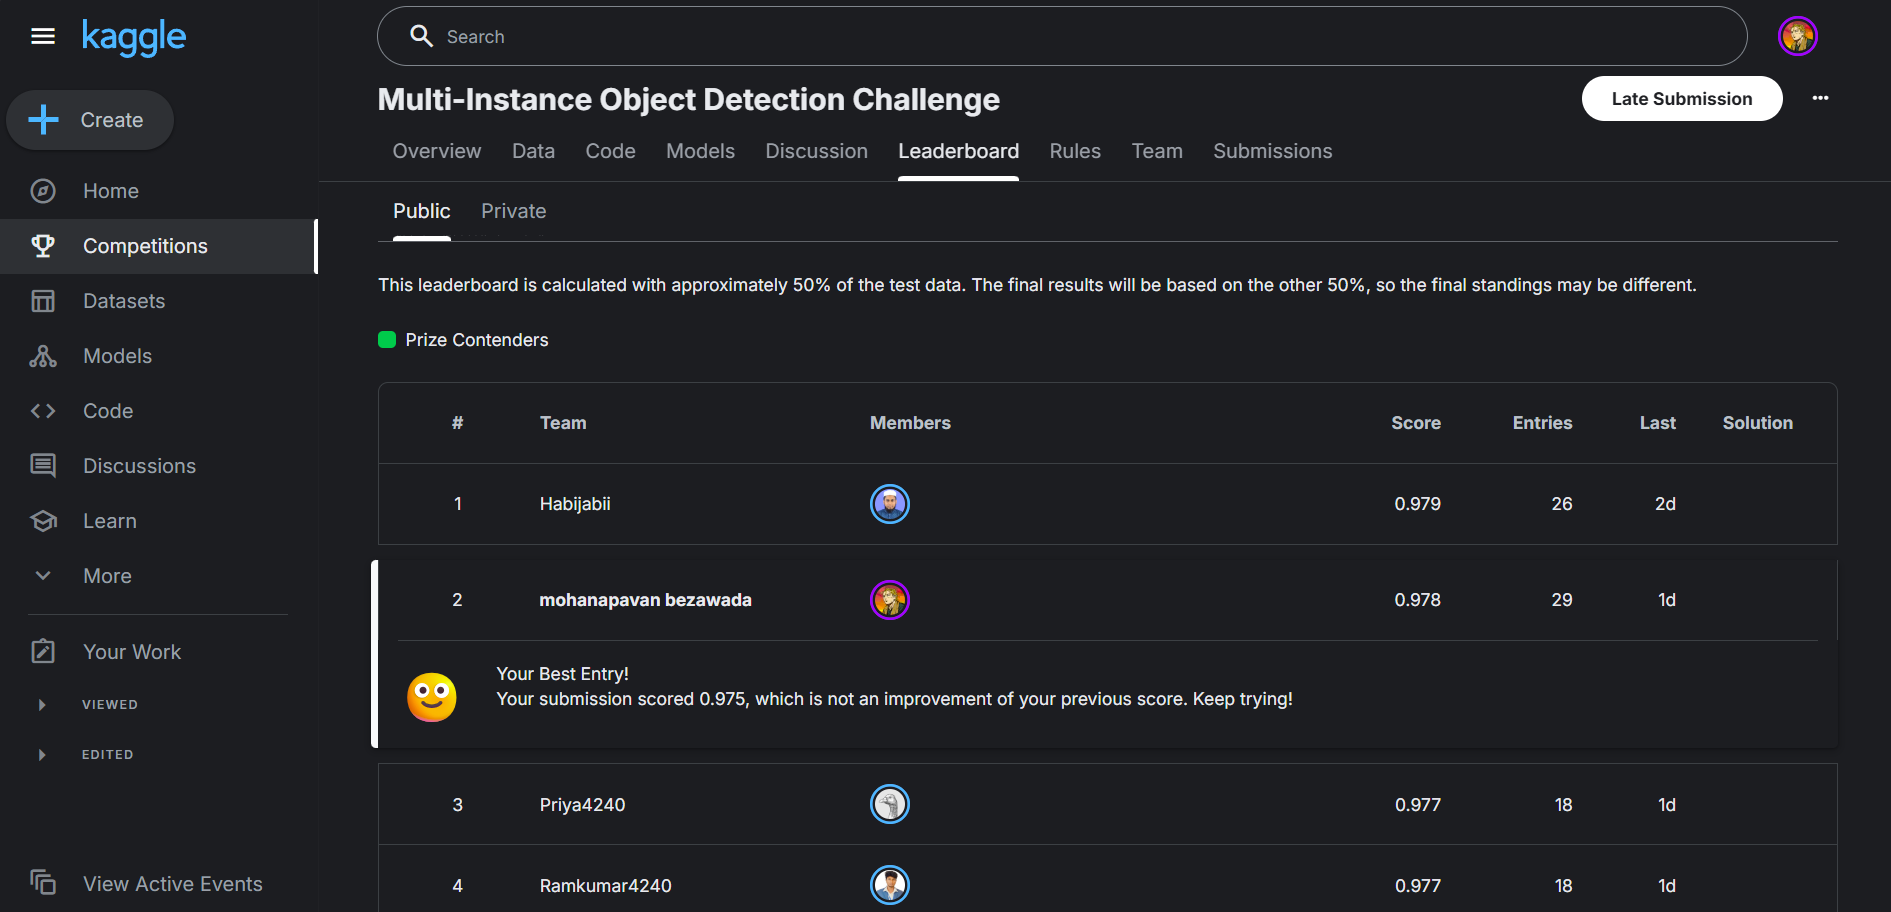 kaggle
Search
Multi-Instance Object Detection Challenge
Late Submission
Create
Overview Data Code Models Discussion Leaderboard Rules Team Submissions
Home
Competitions
Datasets
Models
Code
Discussions
Learn
More
Your Work
VIEWED
EDITED
View Active Events
Public Private
This leaderboard is calculated with approximately 50% of the test data. The final results will be based on the other 50%, so the final standings may be different.
Prize Contenders
# Team Members Score Entries Last Solution
1 Habijabii 0.979 26 2d
2 mohanapavan bezawada 0.978 29 1d
Your Best Entry!
Your submission scored 0.975, which is not an improvement of your previous score. Keep trying!
3 Priya4240 0.977 18 1d
4 Ramkumar4240 0.977 18 1d